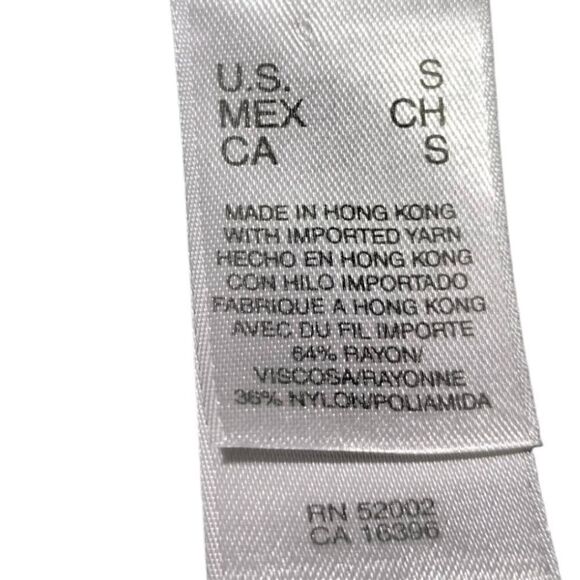 U.S. S
MEX CH
CA S
MADE IN HONG KONG
WITH IMPORTED YARN
HECHO EN HONG KONG
CON HILO IMPORTADO
FABRIQUE A HONG KONG
AVEC DU FIL IMPORTE
64% RAYON/
VISCOSA/RAYONNE
36% NYLON/POLIAMIDA
RN 52002
CA 16396